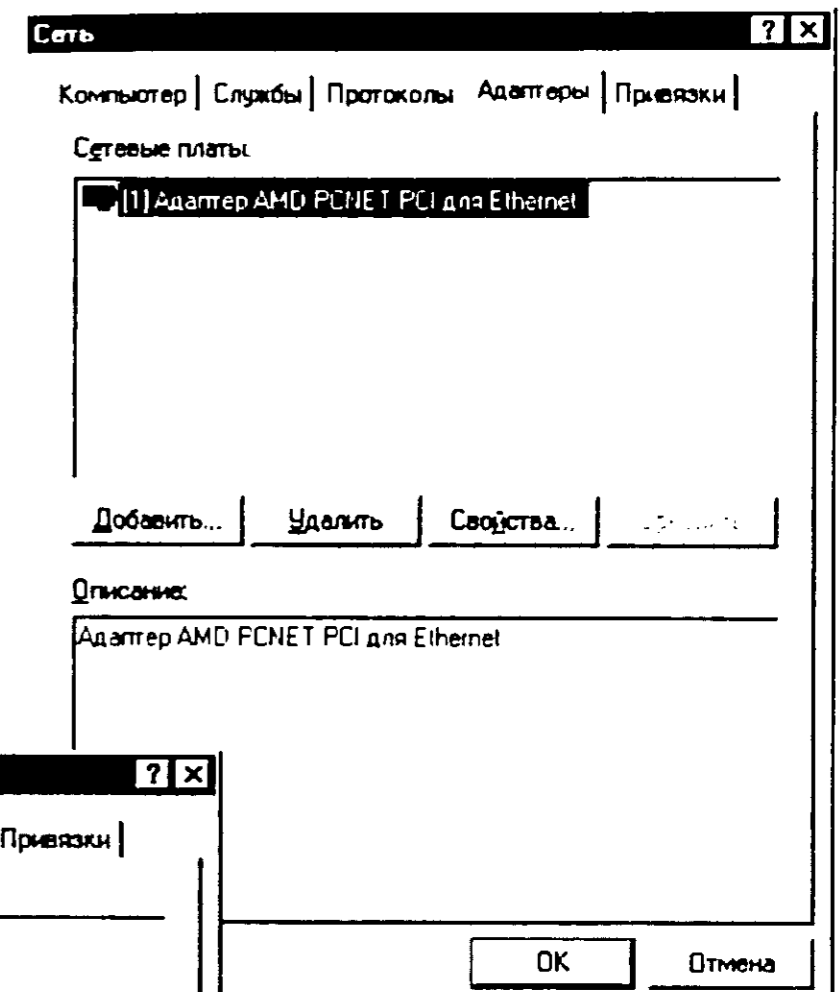 Сеть
Компьютер Службы Протоколы Адаптеры Привязки
Сетевые платы:
[1] Адаптер AMD PCNET PCI для Ethernet
Добавить... Удалить Свойства...
Описание:
Адаптер AMD PCNET PCI для Ethernet
Привязки
OK Отмена